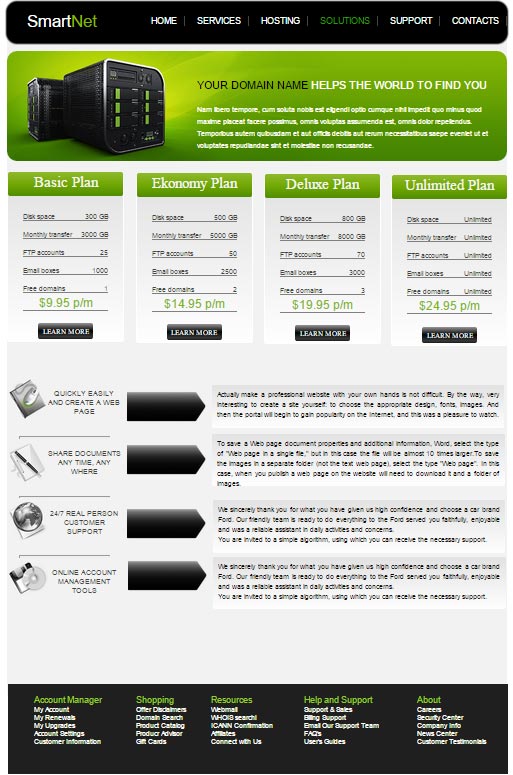 SmartNet
HOME SERVICES HOSTING SOLUTIONS SUPPORT CONTACTS
YOUR DOMAIN NAME HELPS THE WORLD TO FIND YOU
Nam libero tempore, cum soluta nobis est eligendi optio cumque nihil impedit quo minus quod
maxime placeat facere possimus, omnis voluptas assumenda est, omnis dolor repellendus.
Temporibus autem quibusdam et aut officiis debitis aut rerum necessitatibus saepe eveniet ut et
voluptates repudiandae sint et molestiae non recusandae.
Basic Plan
Disk space 300 GB
Monthly transfer 3000 GB
FTP accounts 25
Email boxes 1000
Free domains 1
$9.95 p/m
LEARN MORE
Ekonomy Plan
Disk space 500 GB
Monthly transfer 5000 GB
FTP accounts 50
Email boxes 2500
Free domains 2
$14.95 p/m
LEARN MORE
Deluxe Plan
Disk space 800 GB
Monthly transfer 8000 GB
FTP accounts 70
Email boxes 3000
Free domains 3
$19.95 p/m
LEARN MORE
Unlimited Plan
Disk space Unlimited
Monthly transfer Unlimited
FTP accounts Unlimited
Email boxes Unlimited
Free domains Unlimited
$24.95 p/m
LEARN MORE
QUICKLY EASILY
AND CREATE A WEB
PAGE
Actually make a professional website with your own hands is not difficult. By the way, very
interesting to create a site yourself: to choose the appropriate design, fonts, images. And
then the portal will begin to gain popularity on the Internet, and this was a pleasure to watch.
SHARE DOCUMENTS
ANY TIME, ANY
WHERE
To save a Web page document properties and additional information, Word, select the type
of "Web page in a single file," but in this case the file will be almost 10 times larger.To save
the images in a separate folder (not the text web page), select the type "Web page". In this
case, when you publish a web page on the website will need to download it and a folder of
images.
24/7 REAL PERSON
CUSTOMER
SUPPORT
We sincerely thank you for what you have given us high confidence and choose a car brand
Ford. Our friendly team is ready to do everything to the Ford served you faithfully, enjoyable
and was a reliable assistant in daily activities and concerns.
You are invited to a simple algorithm, using which you can receive the necessary support.
ONLINE ACCOUNT
MANAGEMENT
TOOLS
We sincerely thank you for what you have given us high confidence and choose a car brand
Ford. Our friendly team is ready to do everything to the Ford served you faithfully, enjoyable
and was a reliable assistant in daily activities and concerns.
You are invited to a simple algorithm, using which you can receive the necessary support.
Account Manager
My Account
My Renewals
My Upgrades
Account Settings
Customer Information
Shopping
Offer Disclaimers
Domain Search
Product Catalog
Producr Advisor
Gift Cards
Resources
Webmail
WHOIS searchl
ICANN Confirmation
Affiliates
Connect with Us
Help and Support
Support & Sales
Billing Support
Email Our Support Team
FAQ's
User's Guides
About
Careers
Security Center
Company Info
News Center
Customer Testimonials